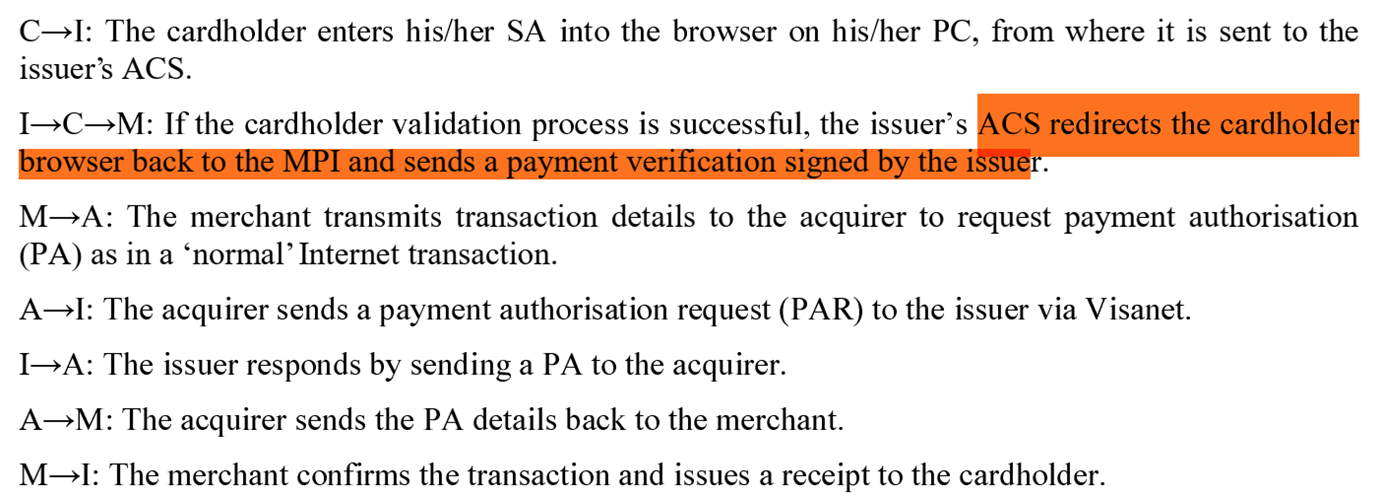 C→I: The cardholder enters his/her SA into the browser on his/her PC, from where it is sent to the
issuer’s ACS.
I→C→M: If the cardholder validation process is successful, the issuer’s ACS redirects the cardholder
browser back to the MPI and sends a payment verification signed by the issuer.
M→A: The merchant transmits transaction details to the acquirer to request payment authorisation
(PA) as in a ‘normal’ Internet transaction.
A→I: The acquirer sends a payment authorisation request (PAR) to the issuer via Visanet.
I→A: The issuer responds by sending a PA to the acquirer.
A→M: The acquirer sends the PA details back to the merchant.
M→I: The merchant confirms the transaction and issues a receipt to the cardholder.